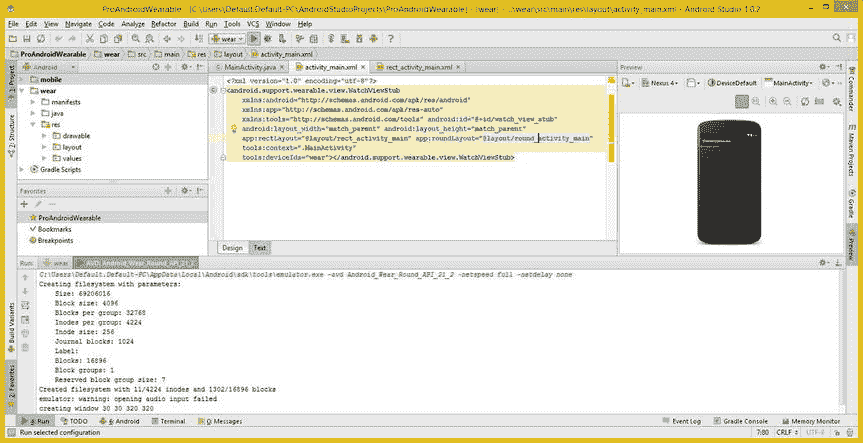 ProAndroidWearable - [C:\Users\Default.Default-PC\AndroidStudioProjects\ProAndroidWearable] - [wear] - ...\wear\src\main\res\layout\activity_main.xml - Android Studio 1.0.2
File Edit View Navigate Code Analyze Refactor Build Run Tools VCS Window Help
wear
ProAndroidWearable wear src main res layout activity_main.xml
Android
MainActivity.java activity_main.xml rect_activity_main.xml
Preview
mobile
wear
manifests
java
res
drawable
layout
values
Gradle Scripts
<?xml version="1.0" encoding="utf-8"?>
<android.support.wearable.view.WatchViewStub
xmlns:android="http://schemas.android.com/apk/res/android"
xmlns:app="http://schemas.android.com/apk/res-auto"
xmlns:tools="http://schemas.android.com/tools" android:id="@+id/watch_view_stub"
android:layout_width="match_parent" android:layout_height="match_parent"
app:rectLayout="@layout/rect_activity_main" app:roundLayout="@layout/round_activity_main"
tools:context=".MainActivity"
tools:deviceIds="wear"></android.support.wearable.view.WatchViewStub>
Nexus 4 DeviceDefault MainActivity
Favorites
ProAndroidWearable
Bookmarks
Breakpoints
Design Text
1: Project
7: Structure
Build Variants
2: Favorites
Commander
Maven Projects
Gradle
Preview
Run: wear AVD: Android_Wear_Round_API_21_2
C:\Users\Default.Default-PC\AppData\Local\Android\sdk\tools\emulator.exe -avd Android_Wear_Round_API_21_2 -netspeed full -netdelay none
Creating filesystem with parameters:
Size: 69206016
Block size: 4096
Blocks per group: 32768
Inodes per group: 4224
Inode size: 256
Journal blocks: 1024
Label:
Blocks: 16896
Block groups: 1
Reserved block group size: 7
Created filesystem with 11/4224 inodes and 1302/16896 blocks
emulator: warning: opening audio input failed
creating window 30 30 320 320
4: Run TODO 6: Android Terminal 0: Messages Event Log Gradle Console Memory Monitor
Run selected configuration 7:80 CRLF UTF-8